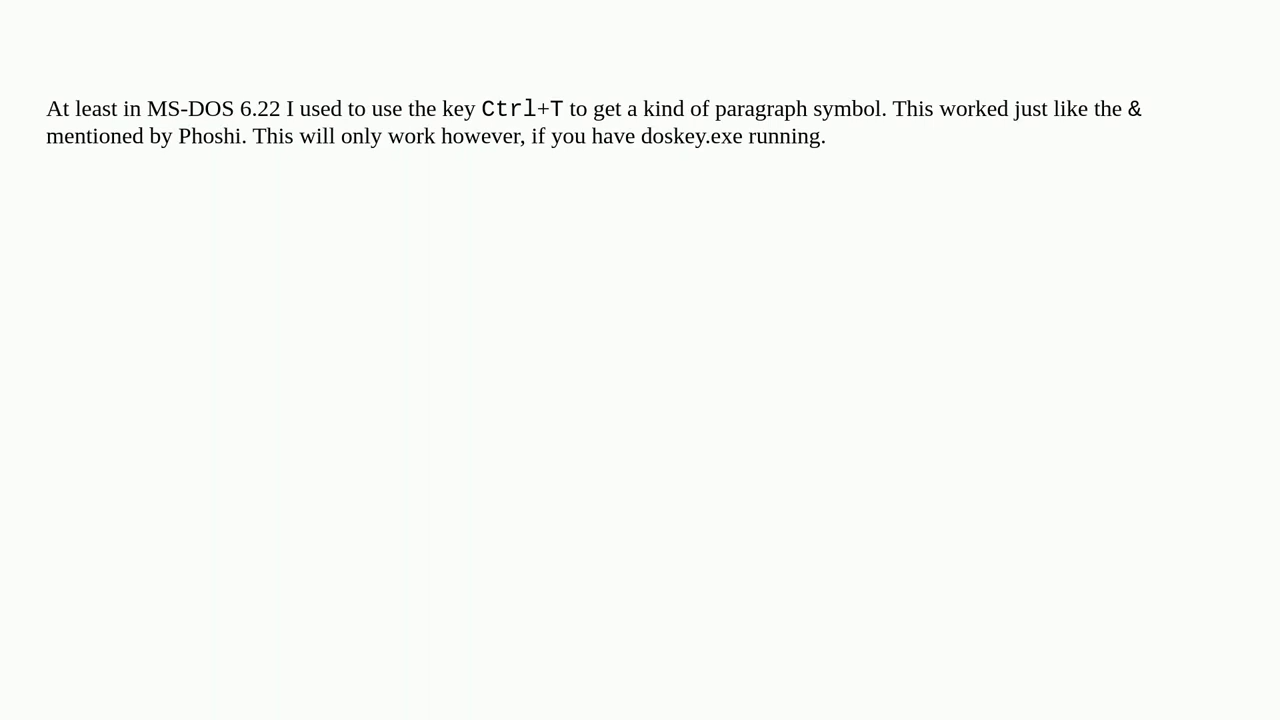 At least in MS-DOS 6.22 I used to use the key Ctrl+T to get a kind of paragraph symbol. This worked just like the &
mentioned by Phoshi. This will only work however, if you have doskey.exe running.